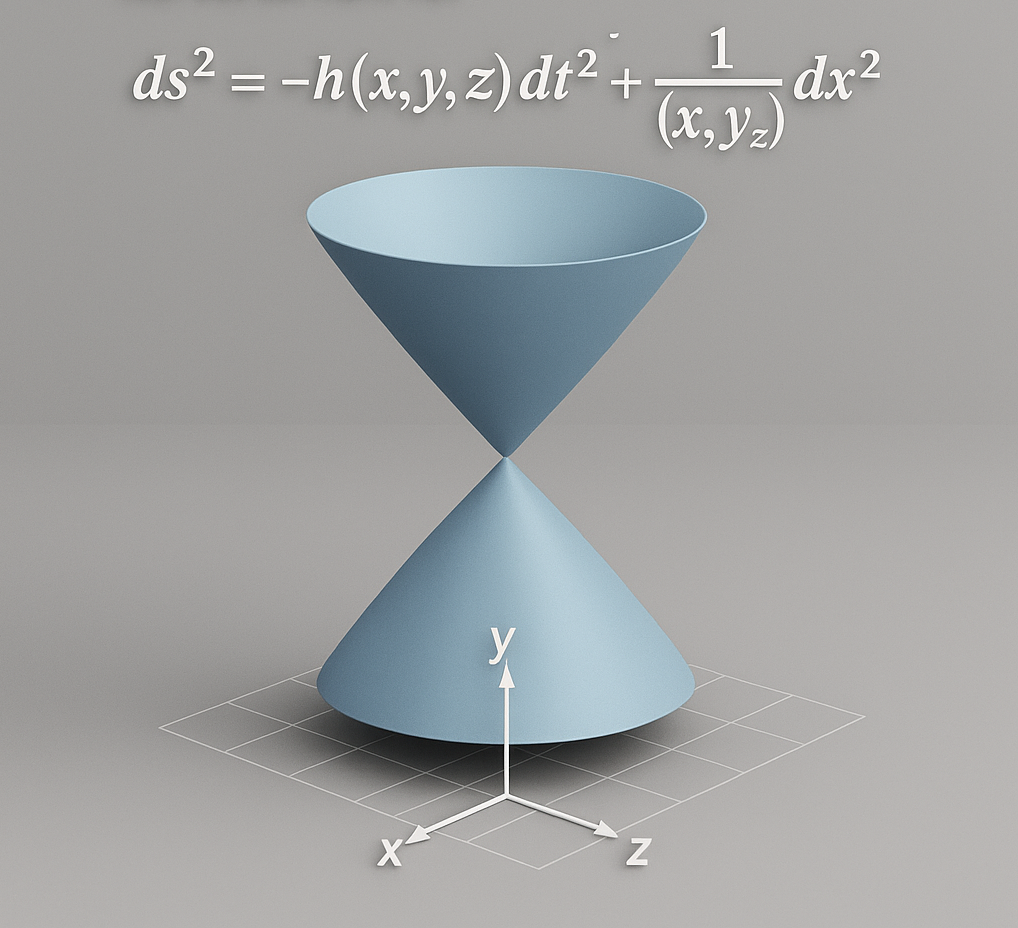 ds² = −h(x,y,z) dt² + 1/(x,y_z) dx²
y
x
z